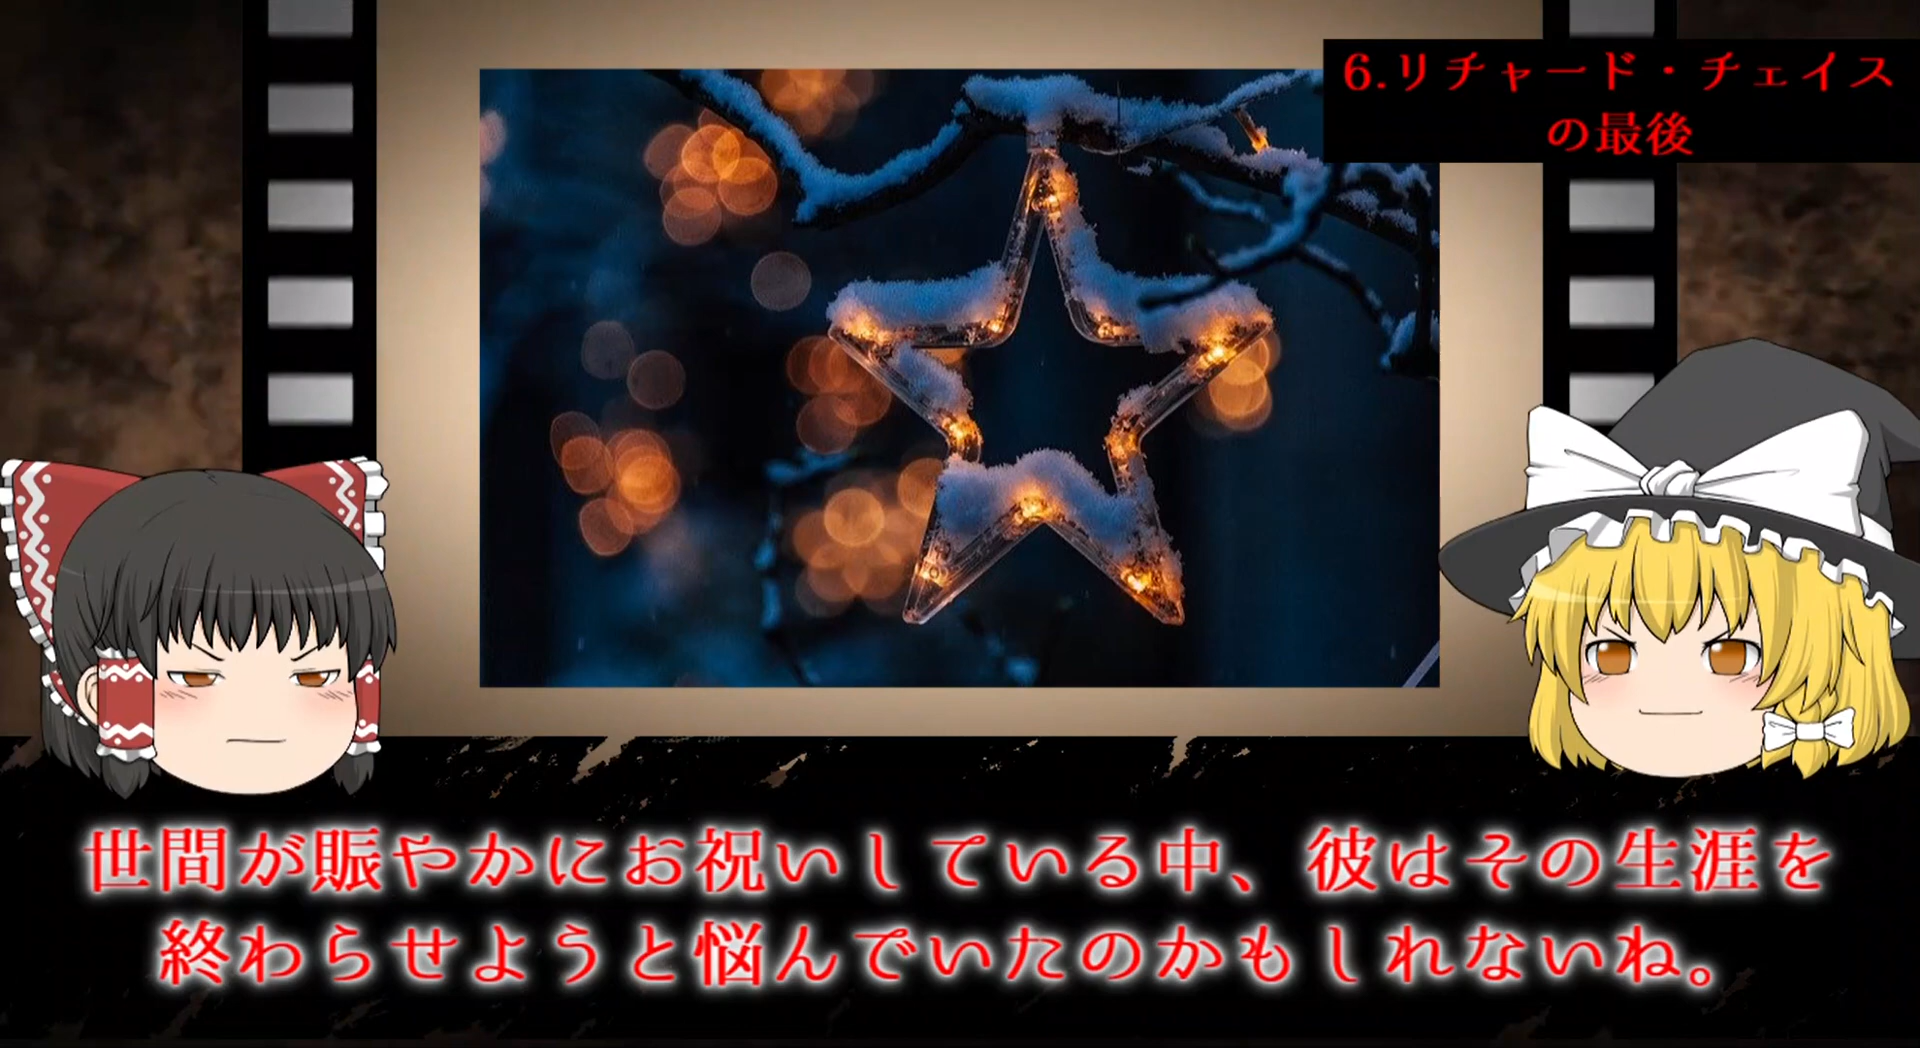 6.リチャード・チェイス
の最後
世間が賑やかにお祝いしている中、彼はその生涯を
終わらせようと悩んでいたのかもしれないね。